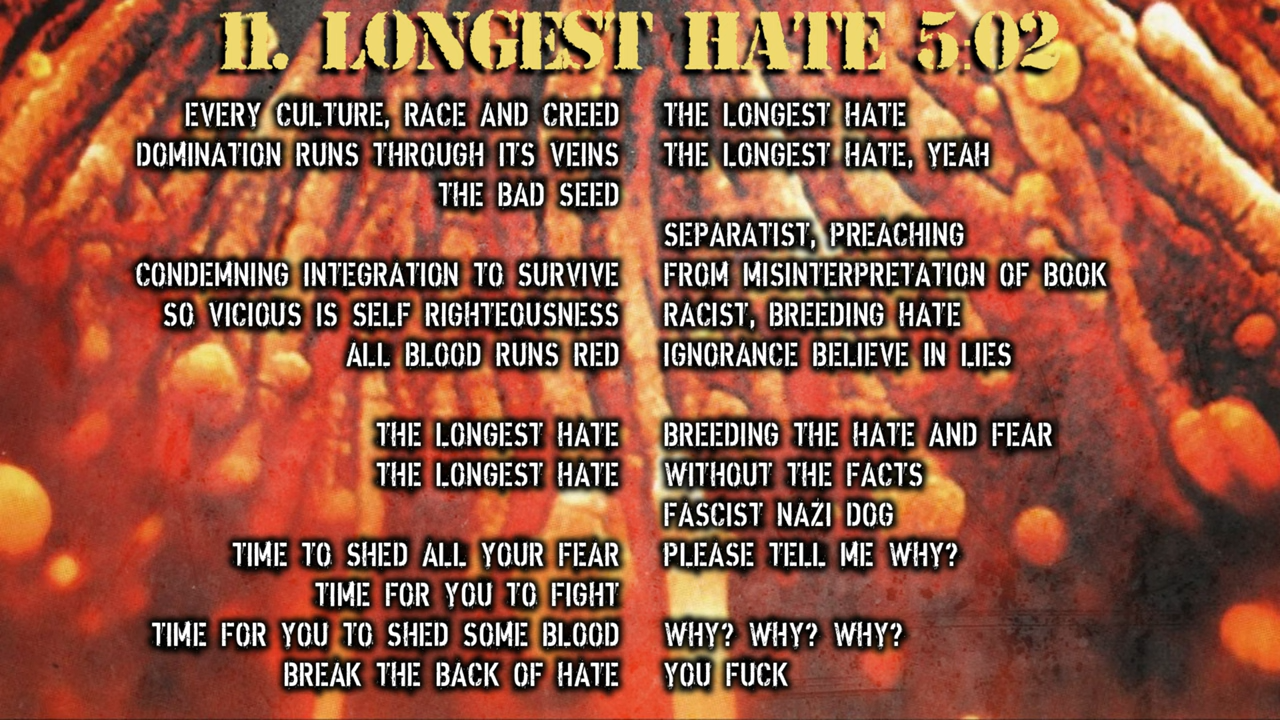 11. LONGEST HATE 5:02
EVERY CULTURE, RACE AND CREED
DOMINATION RUNS THROUGH ITS VEINS
THE BAD SEED
CONDEMNING INTEGRATION TO SURVIVE
SO VICIOUS IS SELF RIGHTEOUSNESS
ALL BLOOD RUNS RED
THE LONGEST HATE
THE LONGEST HATE
TIME TO SHED ALL YOUR FEAR
TIME FOR YOU TO FIGHT
TIME FOR YOU TO SHED SOME BLOOD
BREAK THE BACK OF HATE
THE LONGEST HATE
THE LONGEST HATE, YEAH
SEPARATIST, PREACHING
FROM MISINTERPRETATION OF BOOK
RACIST, BREEDING HATE
IGNORANCE BELIEVE IN LIES
BREEDING THE HATE AND FEAR
WITHOUT THE FACTS
FASCIST NAZI DOG
PLEASE TELL ME WHY?
WHY? WHY? WHY?
YOU FUCK